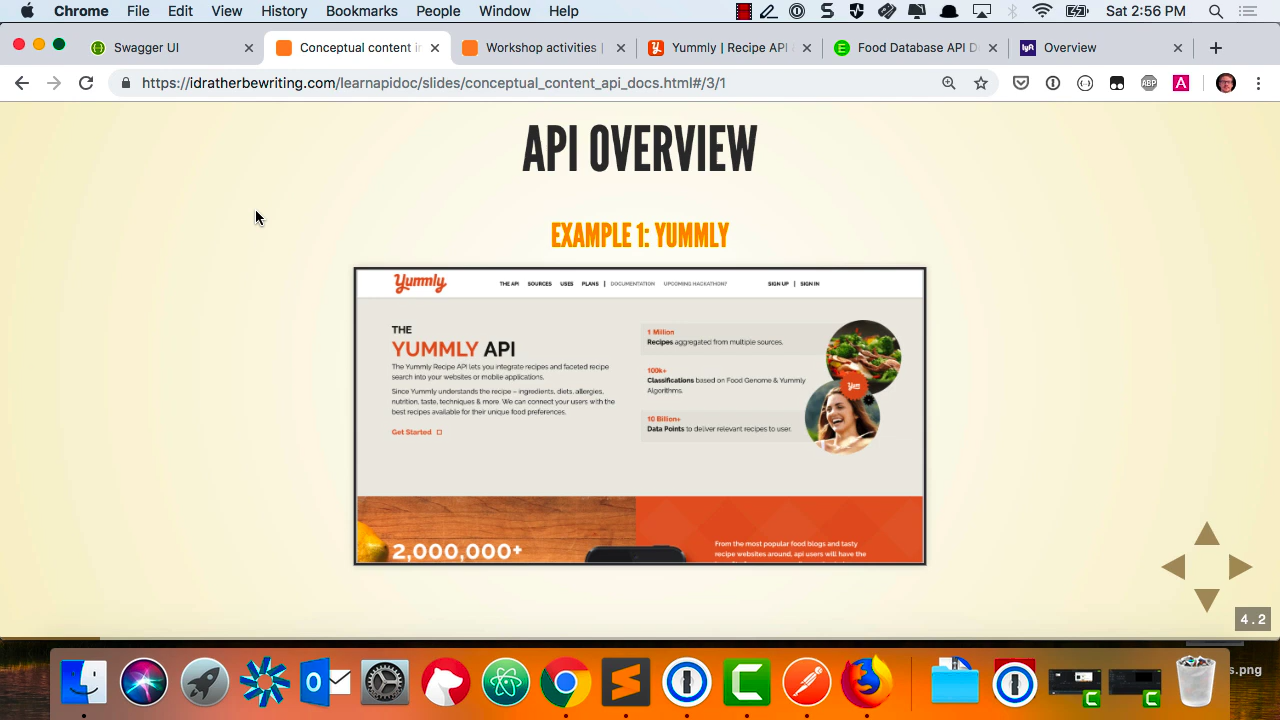 Chrome File Edit View History Bookmarks People Window Help Sat 2:56 PM
Swagger UI Conceptual content in Workshop activities | Yummly | Recipe API Food Database API D Overview
https://idratherbewriting.com/learnapidoc/slides/conceptual_content_api_docs.html#/3/1
ABP A
API OVERVIEW
EXAMPLE 1: YUMMLY
Yummly THE API SOURCES USES PLANS | DOCUMENTATION UPCOMING HACKATHON? SIGN UP | SIGN IN
THE
YUMMLY API
The Yummly Recipe API lets you integrate recipes and faceted recipe
search into your websites or mobile applications.
Since Yummly understands the recipe – ingredients, diets, allergies,
nutrition, taste, techniques & more. We can connect your users with the
best recipes available for their unique food preferences.
Get Started
1 Million
Recipes aggregated from multiple sources.
100k+
Classifications based on Food Genome & Yummly
Algorithms.
10 Billion+
Data Points to deliver relevant recipes to user.
Yum
2,000,000+
From the most popular food blogs and tasty
recipe websites around, api users will have the
4.2
s.png